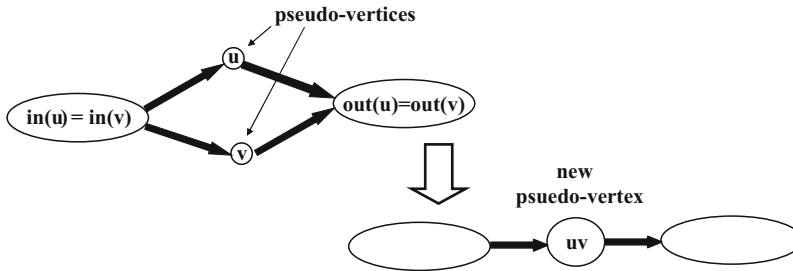 pseudo-vertices
u
in(u) = in(v)
out(u)=out(v)
v
new
psuedo-vertex
uv